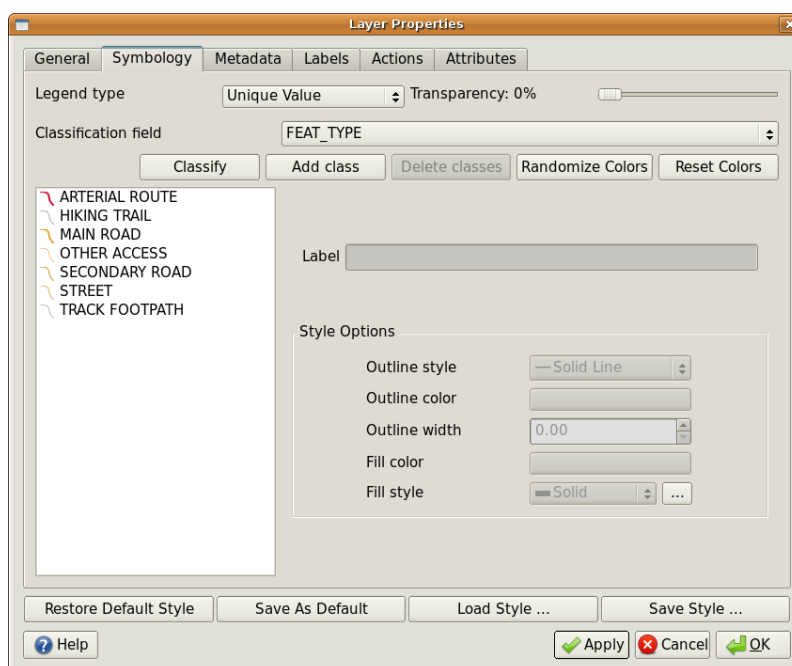 Layer Properties
General Symbology Metadata Labels Actions Attributes
Legend type Unique Value Transparency: 0%
Classification field FEAT_TYPE
Classify Add class Delete classes Randomize Colors Reset Colors
ARTERIAL ROUTE
HIKING TRAIL
MAIN ROAD
OTHER ACCESS
SECONDARY ROAD
STREET
TRACK FOOTPATH
Label
Style Options
Outline style Solid Line
Outline color
Outline width 0.00
Fill color
Fill style Solid ...
Restore Default Style Save As Default Load Style ... Save Style ...
Help Apply Cancel OK